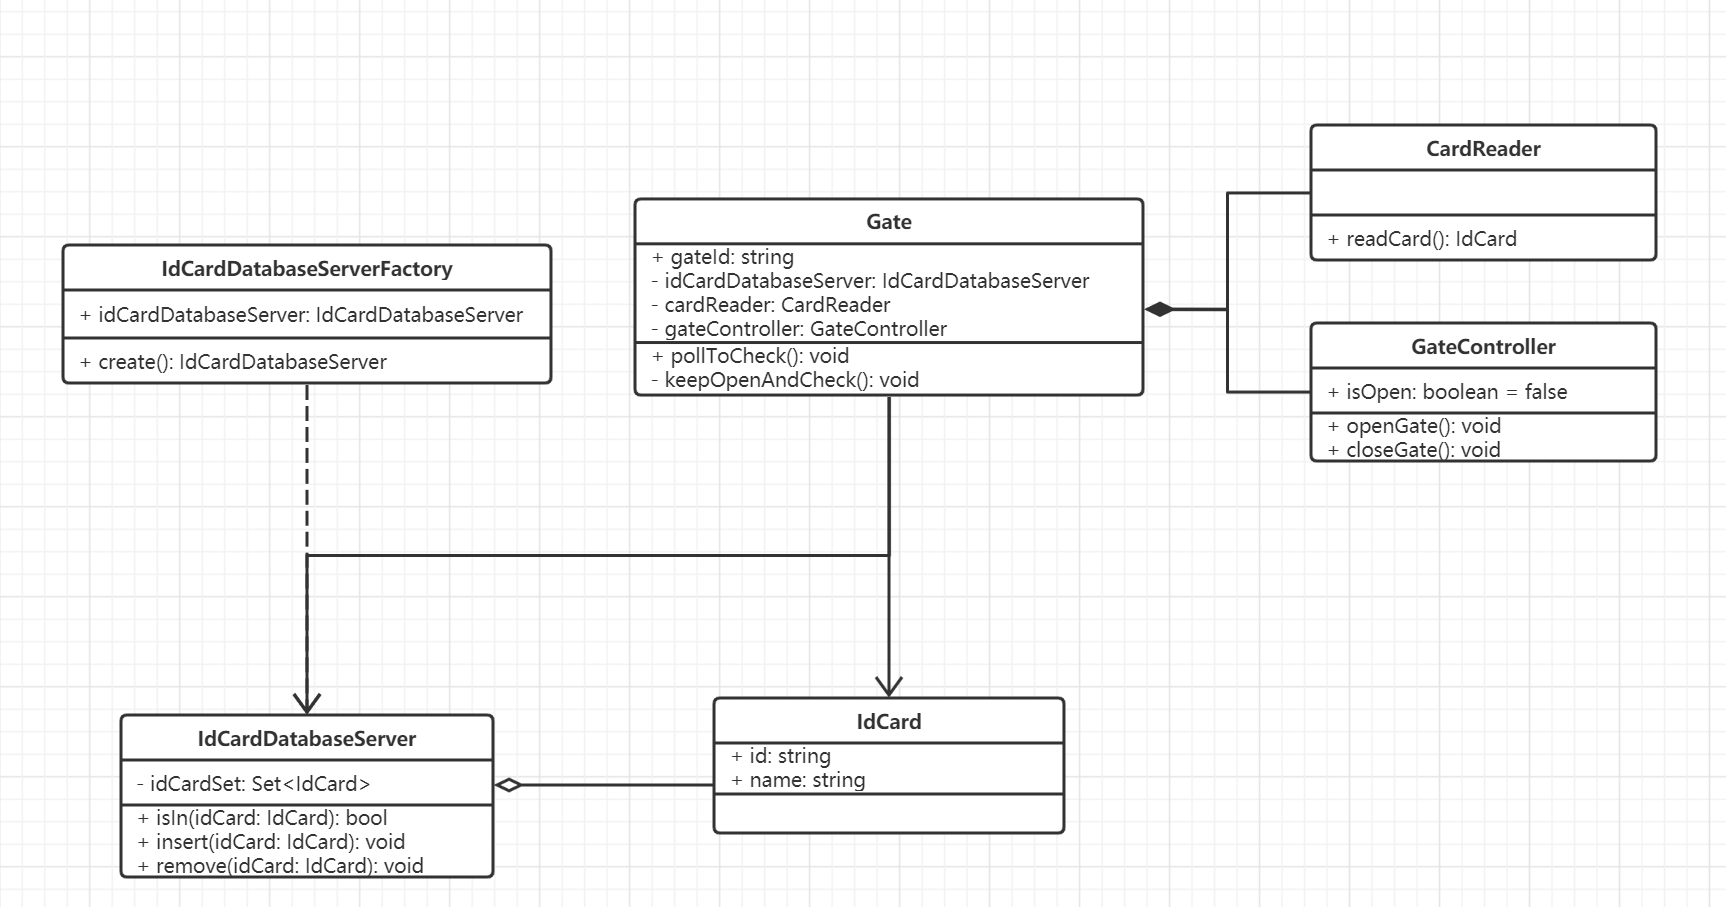 CardReader
+ readCard(): IdCard
Gate
+ gateId: string
- idCardDatabaseServer: IdCardDatabaseServer
- cardReader: CardReader
- gateController: GateController
+ pollToCheck(): void
- keepOpenAndCheck(): void
IdCardDatabaseServerFactory
+ idCardDatabaseServer: IdCardDatabaseServer
+ create(): IdCardDatabaseServer
GateController
+ isOpen: boolean = false
+ openGate(): void
+ closeGate(): void
IdCardDatabaseServer
- idCardSet: Set<IdCard>
+ isIn(idCard: IdCard): bool
+ insert(idCard: IdCard): void
+ remove(idCard: IdCard): void
IdCard
+ id: string
+ name: string